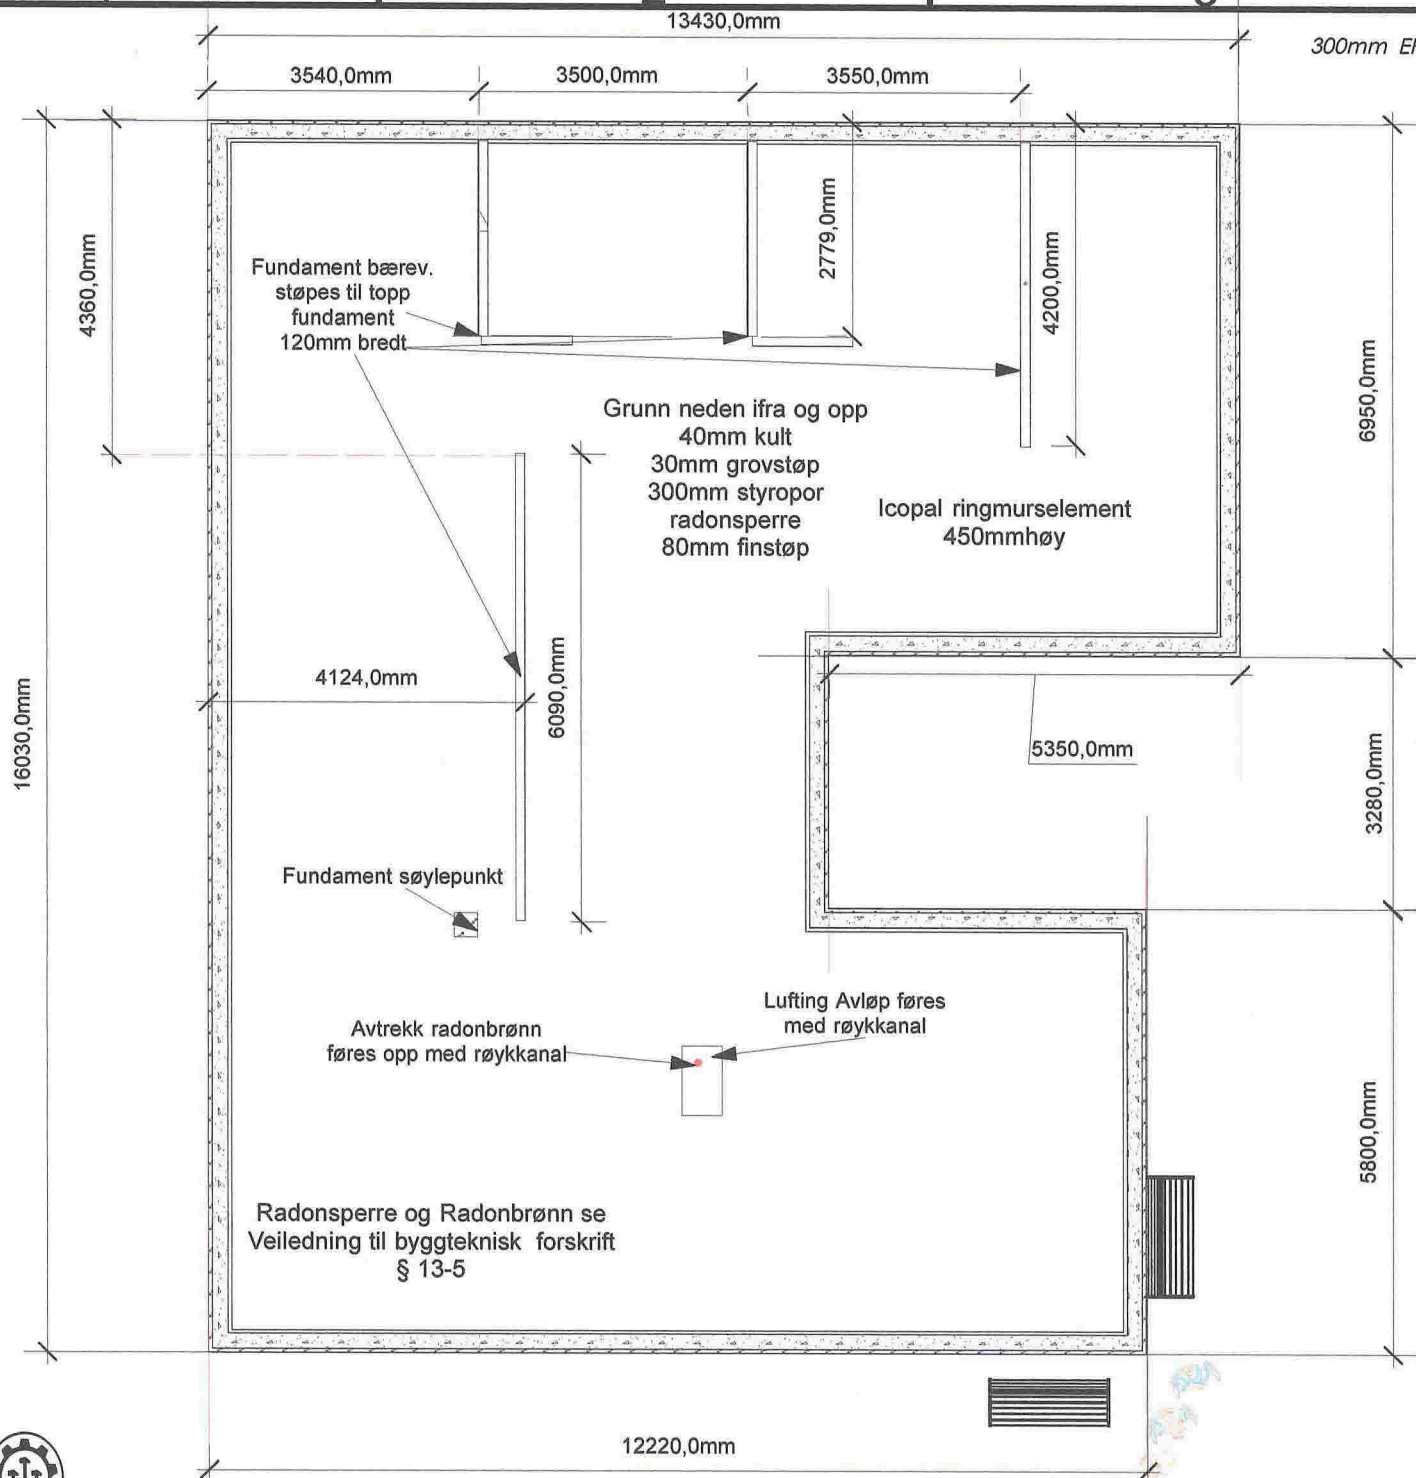 13430,0mm
300mm
3540,0mm
3500,0mm
3550,0mm
2779,0mm
4200,0mm
4360,0mm
6950,0mm
Fundament bærev.
støpes til topp
fundament
120mm bredt
Grunn neden ifra og opp
40mm kult
30mm grovstøp
300mm styropor
radonsperre
80mm finstøp
Icopal ringmurselement
450mmhøy
4124,0mm
6090,0mm
16030,0mm
5350,0mm
3280,0mm
Fundament søylepunkt
Avtrekk radonbrønn
føres opp med røykkanal
Lufting Avløp føres
med røykkanal
5800,0mm
Radonsperre og Radonbrønn se
Veiledning til byggteknisk forskrift
§ 13-5
12220,0mm